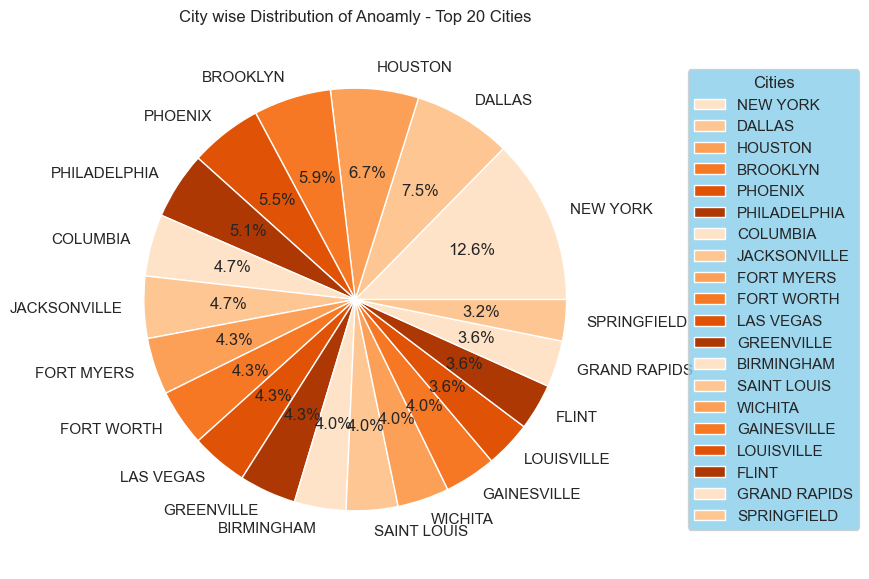 City wise Distribution of Anoamly - Top 20 Cities
NEW YORK
DALLAS
HOUSTON
BROOKLYN
PHOENIX
PHILADELPHIA
COLUMBIA
JACKSONVILLE
FORT MYERS
FORT WORTH
LAS VEGAS
GREENVILLE
BIRMINGHAM
SAINT LOUIS
WICHITA
GAINESVILLE
LOUISVILLE
FLINT
GRAND RAPIDS
SPRINGFIELD
12.6%
7.5%
6.7%
5.9%
5.5%
5.1%
4.7%
4.7%
4.3%
4.3%
4.3%
4.3%
4.0%
4.0%
4.0%
4.0%
3.6%
3.6%
3.6%
3.2%
Cities
NEW YORK
DALLAS
HOUSTON
BROOKLYN
PHOENIX
PHILADELPHIA
COLUMBIA
JACKSONVILLE
FORT MYERS
FORT WORTH
LAS VEGAS
GREENVILLE
BIRMINGHAM
SAINT LOUIS
WICHITA
GAINESVILLE
LOUISVILLE
FLINT
GRAND RAPIDS
SPRINGFIELD